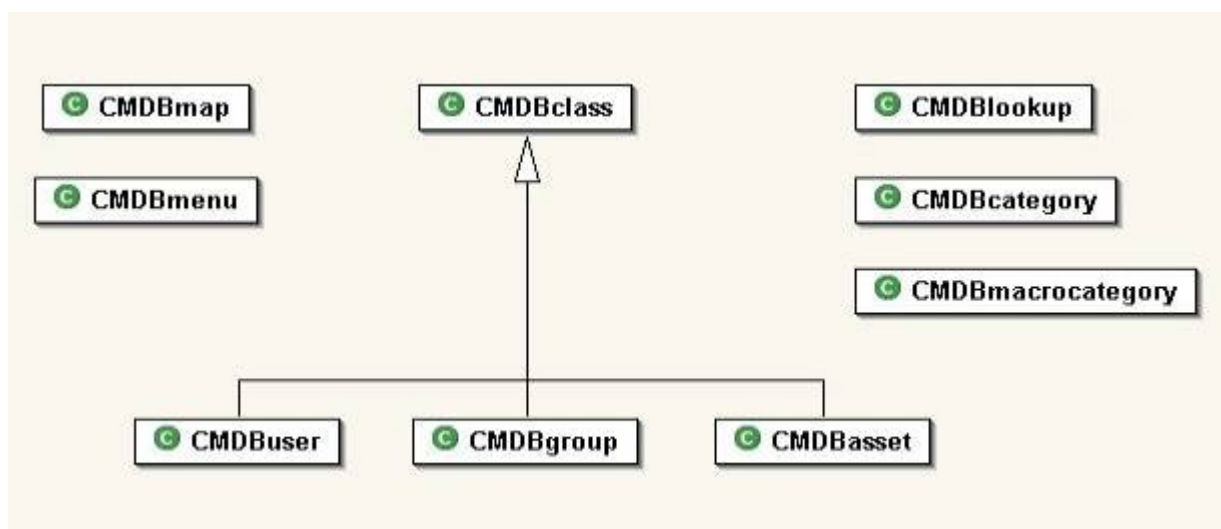 C CMDBmap
C CMDBclass
C CMDBlookup
C CMDBmenu
C CMDBcategory
C CMDBmacrocategory
C CMDBuser
C CMDBgroup
C CMDBasset